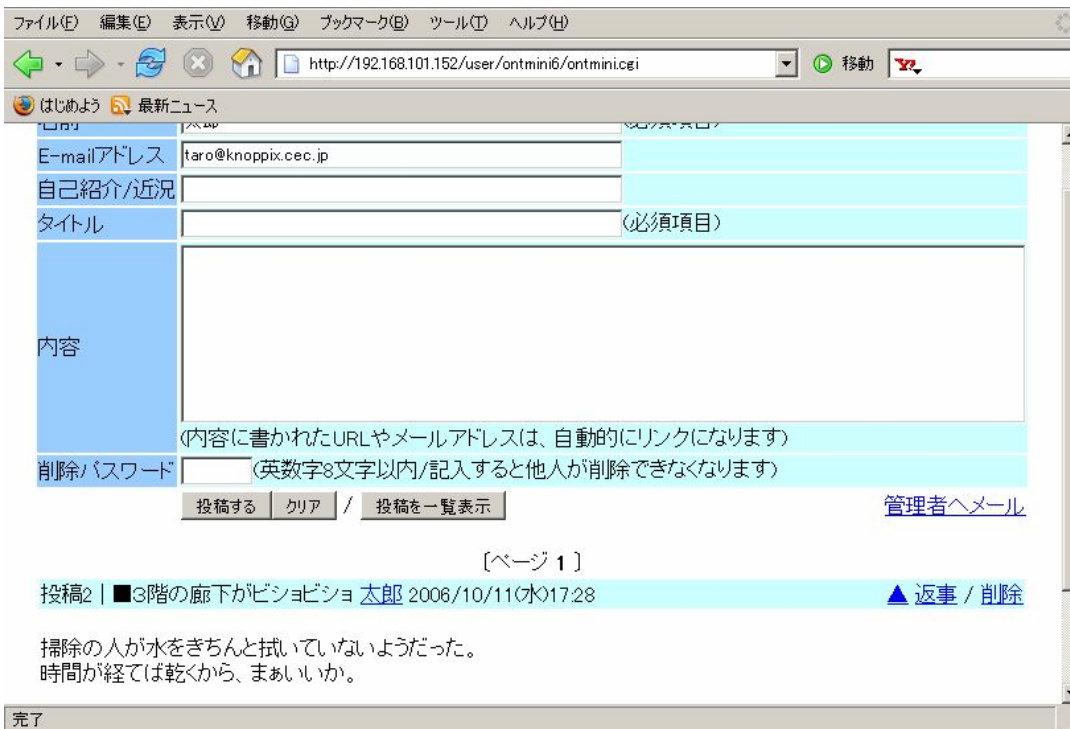 ファイル(F) 編集(E) 表示(V) 移動(G) ブックマーク(B) ツール(T) ヘルプ(H)
http://192.168.101.152/user/ontmini6/ontmini.cgi 移動
はじめよう 最新ニュース
名前 太郎 (必須項目)
E-mailアドレス taro@knoppix.cec.jp
自己紹介/近況
タイトル (必須項目)
内容
(内容に書かれたURLやメールアドレスは、自動的にリンクになります)
削除パスワード (英数字8文字以内/記入すると他人が削除できなくなります)
投稿する クリア / 投稿を一覧表示 管理者へメール
[ページ 1 ]
投稿2 | ■3階の廊下がビショビショ 太郎 2006/10/11(水)17:28 ▲ 返事 / 削除
掃除の人が水をきちんと拭いていないようだった。
時間が経てば乾くから、まぁいいか。
完了